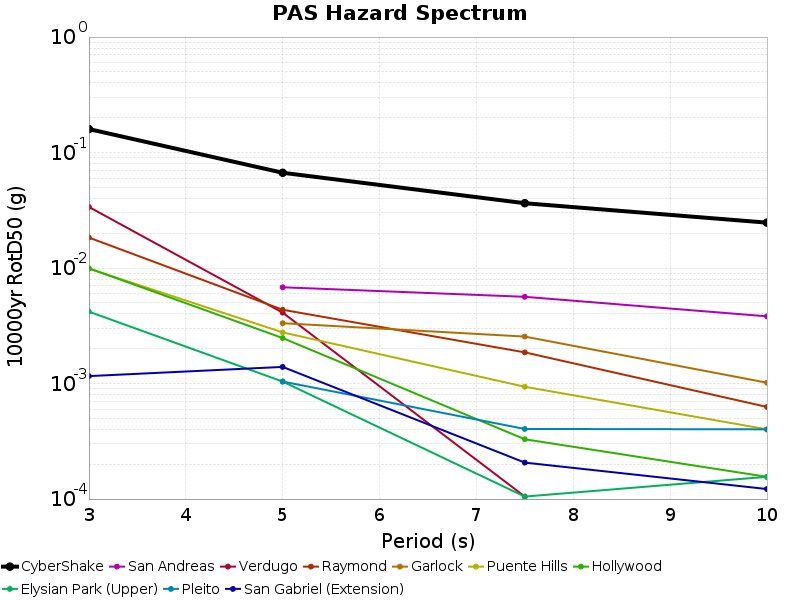 PAS Hazard Spectrum
10⁰
10⁻¹
10⁻²
10⁻³
10⁻⁴
10000yr RotD50 (g)
3 4 5 6 7 8 9 10
Period (s)
CyberShake San Andreas Verdugo Raymond Garlock Puente Hills Hollywood
Elysian Park (Upper) Pleito San Gabriel (Extension)